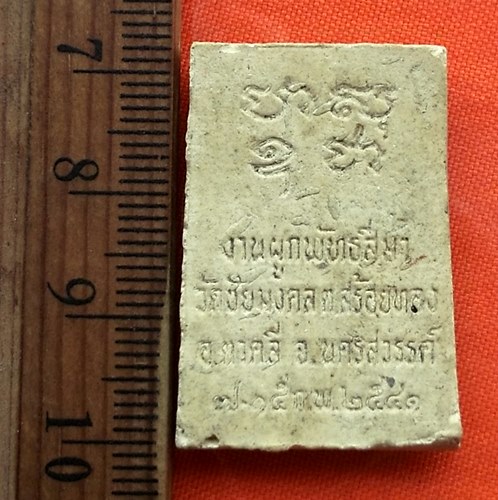 7
8
9
10
งานผูกพัทธสีมา
วัดชัยมงคล ต.สร้อยทอง
อ.ตาคลี จ.นครสวรรค์
๗-๑๕ ก.พ. ๒๕๔๑